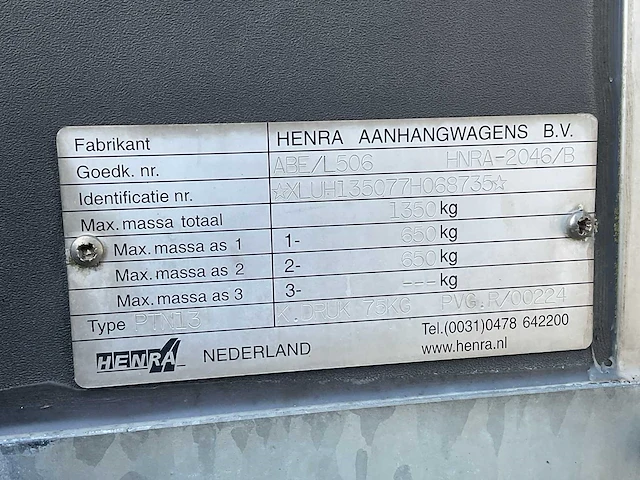 Fabrikant HENRA AANHANGWAGENS B.V.
Goedk. nr. ABE/L506 HNRA-2046/B
Identificatie nr. ☆XLUH135077H068735☆
Max. massa totaal 1350 kg
Max. massa as 1 1- 650 kg
Max. massa as 2 2- 650 kg
Max. massa as 3 3- --- kg
Type PTN13 K.DRUK 75KG PVG.R/00224
HENRA NEDERLAND Tel.(0031)0478 642200
www.henra.nl